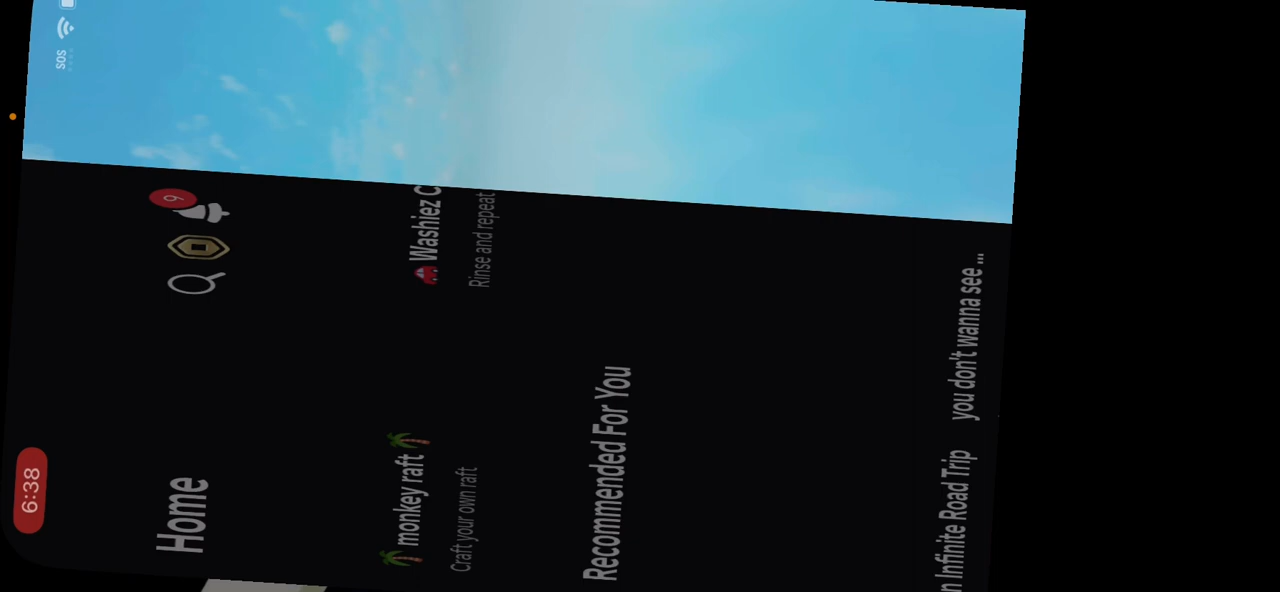 6:38
SOS
Home
9
🌴 monkey raft 🌴
Craft your own raft
Washiez C
Rinse and repeat
Recommended For You
n Infinite Road Trip
you don't wanna see ...